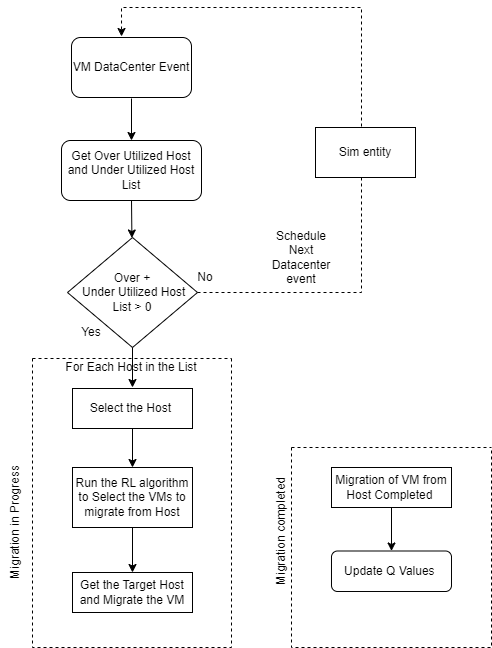 VM DataCenter Event
Get Over Utilized Host
and Under Utilized Host
List
Sim entity
Over +
Under Utilized Host
List > 0
No
Schedule
Next
Datacenter
event
Yes
For Each Host in the List
Select the Host
Run the RL algorithm
to Select the VMs to
migrate from Host
Get the Target Host
and Migrate the VM
Migration in Progress
Migration of VM from
Host Completed
Update Q Values
Migration completed